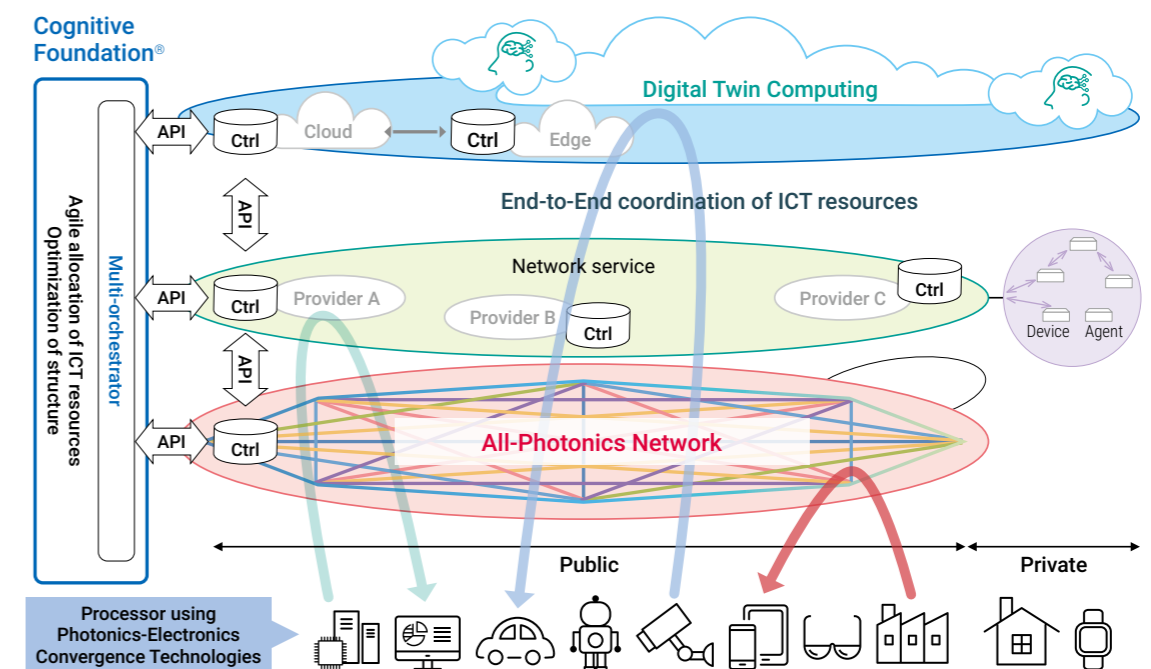 Cognitive
Foundation®
Digital Twin Computing
API
Ctrl
Cloud
Ctrl
Edge
API
End-to-End coordination of ICT resources
Agile allocation of ICT resources
Optimization of structure
Multi-orchestrator
Network service
API
Ctrl
Provider A
Provider B
Ctrl
Provider C
Ctrl
Device
Agent
API
API
Ctrl
All-Photonics Network
Public
Private
Processor using
Photonics-Electronics
Convergence Technologies